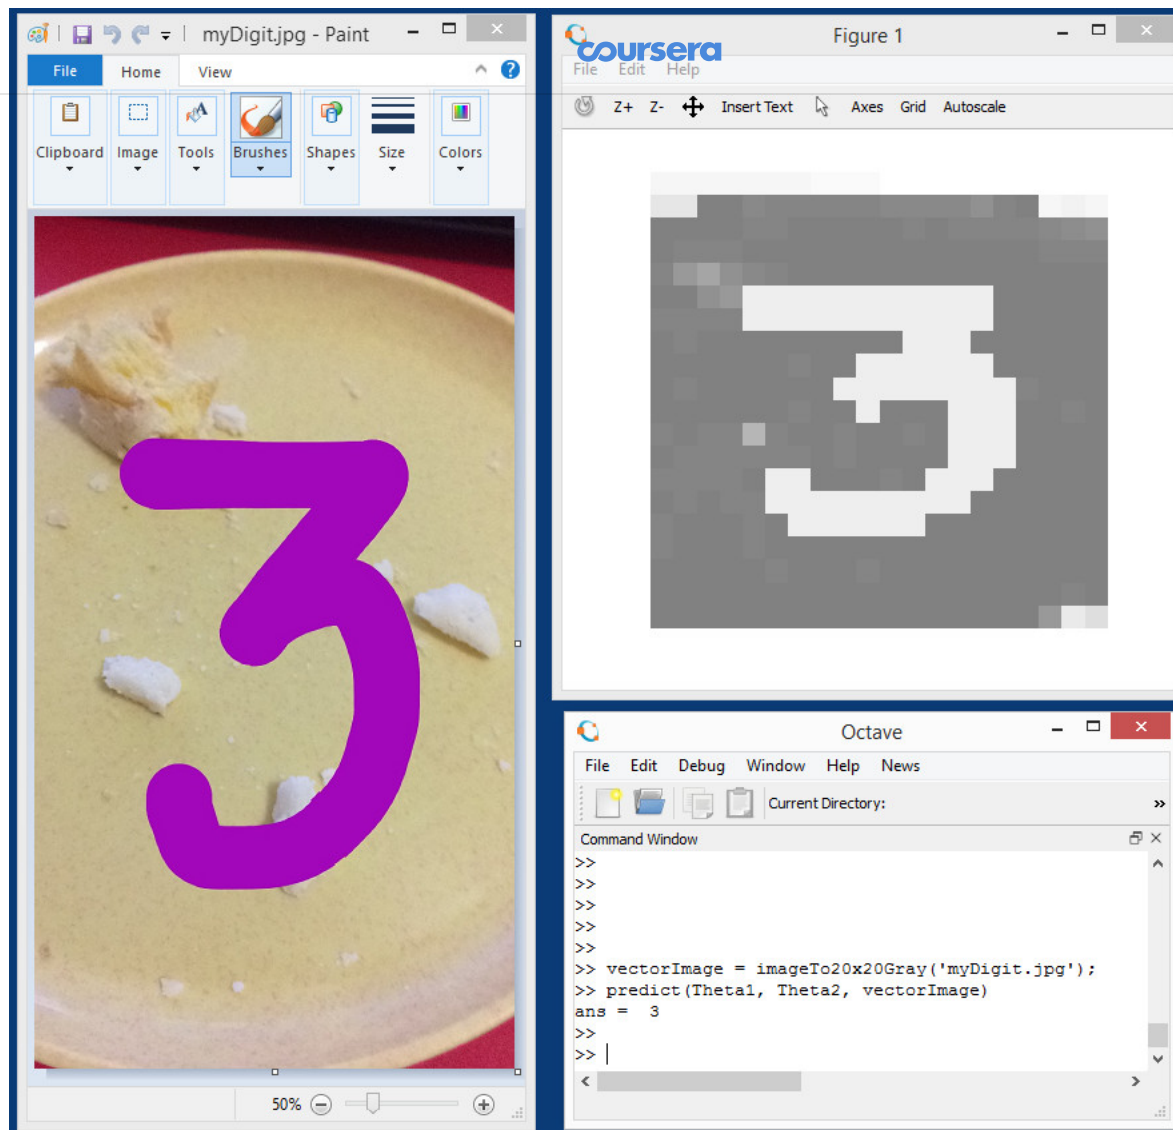 myDigit.jpg - Paint
File Home View
Clipboard Image Tools Brushes Shapes Size Colors
3
50%
coursera
Figure 1
File Edit Help
Z+ Z- Insert Text Axes Grid Autoscale
3
Octave
File Edit Debug Window Help News
Current Directory:
»
Command Window
>>
>>
>>
>>
>>
>> vectorImage = imageTo20x20Gray('myDigit.jpg');
>> predict(Theta1, Theta2, vectorImage)
ans =  3
>>
>>